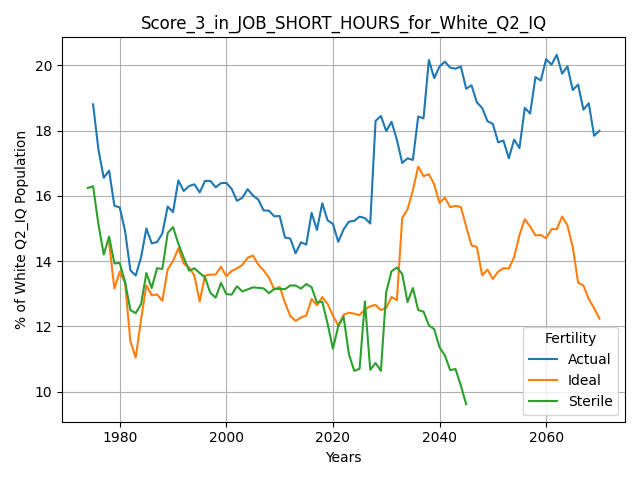 Score_3_in_JOB_SHORT_HOURS_for_White_Q2_IQ
% of White Q2_IQ Population
20
18
16
14
12
10
1980
2000
2020
2040
2060
Years
Fertility
Actual
Ideal
Sterile